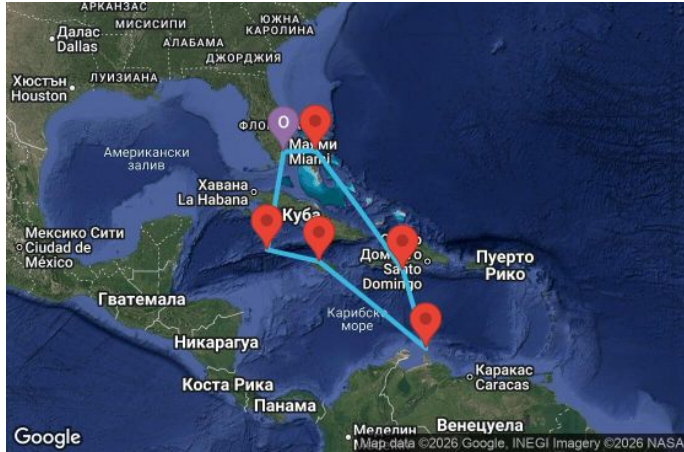 АРКАНЗАС
МИСИСИПИ
ЮЖНА
КАРОЛИНА
Далас
Dallas
АЛАБАМА
ДЖОРДЖИЯ
Хюстън
Houston
ЛУИЗИАНА
O
Маями
Miami
Американски
залив
Хавана
La Habana
Куба
Мексико Сити
Ciudad de
México
Santo
Domingo
Пуерто
Рико
Гватемала
Карибско
море
Никарагуа
Коста Рика
Каракас
Caracas
Панама
Венецуела
Меделин
Google
Map data ©2026 Google, INEGI Imagery ©2026 NASA